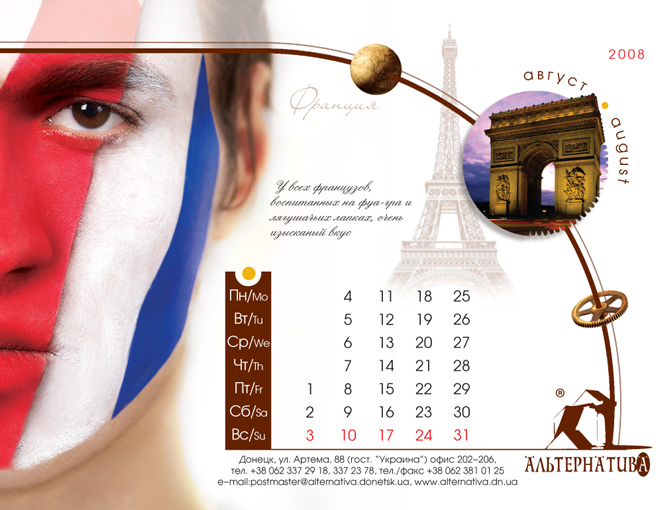 2008
август
august
Франция
У всех французов,
воспитанных на фуа-гра и
лягушачьих лапках, очень
изысканый вкус
Пн/Mo 4 11 18 25
Вт/Tu 5 12 19 26
Ср/We 6 13 20 27
Чт/Th 7 14 21 28
Пт/Fr 1 8 15 22 29
Сб/Sa 2 9 16 23 30
Вс/Su 3 10 17 24 31
®
АЛЬТЕРНАТИВА
Донецк, ул. Артема, 88 (гост. "Украина") офис 202-206,
тел. +38 062 337 29 18, 337 23 78, тел./факс +38 062 381 01 25
e-mail:postmaster@alternativa.donetsk.ua, www.alternativa.dn.ua